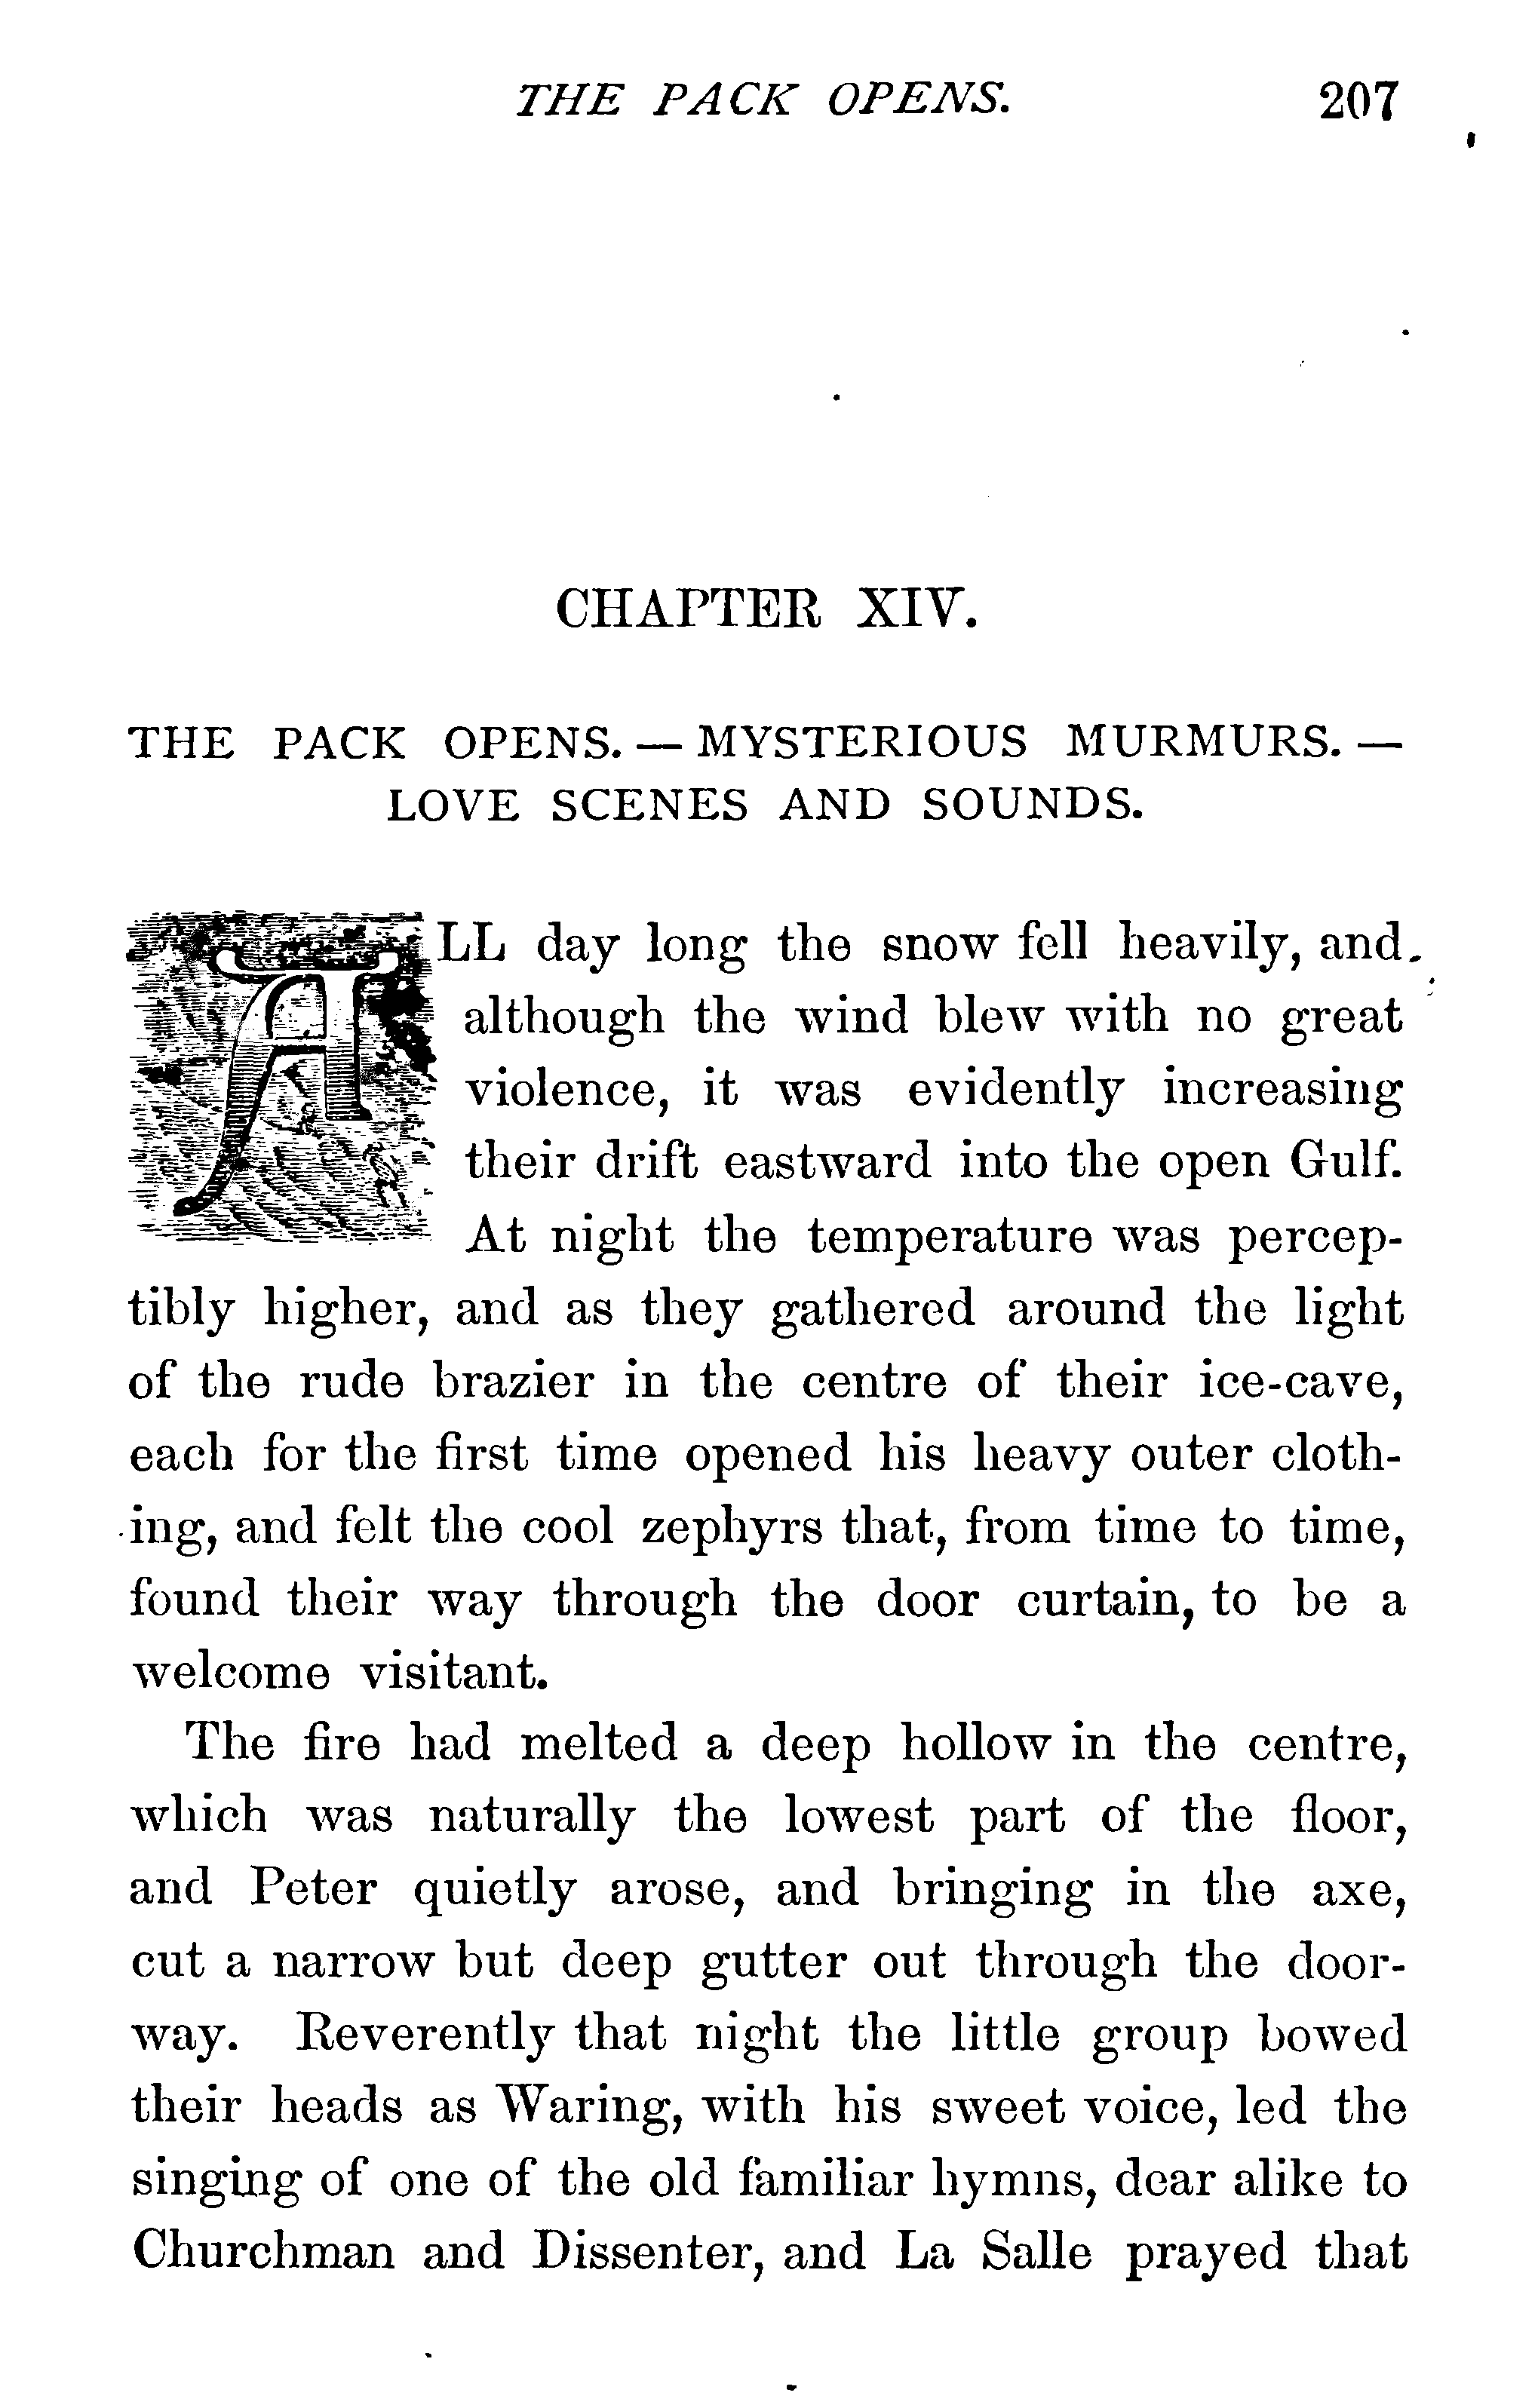 THE PACK OPENS. 207
CHAPTER XIV.
THE PACK OPENS. — MYSTERIOUS MURMURS. —
LOVE SCENES AND SOUNDS.
ALL day long the snow fell heavily, and
although the wind blew with no great
violence, it was evidently increasing
their drift eastward into the open Gulf.
At night the temperature was percep-
tibly higher, and as they gathered around the light
of the rude brazier in the centre of their ice-cave,
each for the first time opened his heavy outer cloth-
ing, and felt the cool zephyrs that, from time to time,
found their way through the door curtain, to be a
welcome visitant.
The fire had melted a deep hollow in the centre,
which was naturally the lowest part of the floor,
and Peter quietly arose, and bringing in the axe,
cut a narrow but deep gutter out through the door-
way. Reverently that night the little group bowed
their heads as Waring, with his sweet voice, led the
singing of one of the old familiar hymns, dear alike to
Churchman and Dissenter, and La Salle prayed that